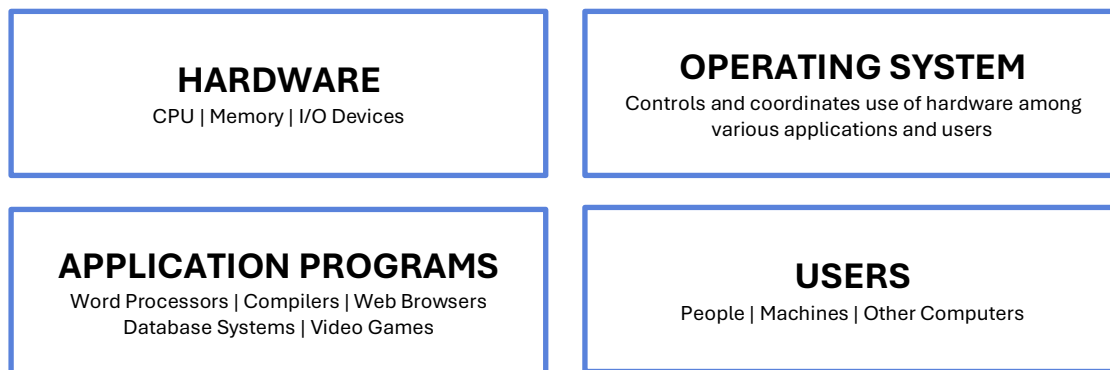 HARDWARE
CPU | Memory | I/O Devices
OPERATING SYSTEM
Controls and coordinates use of hardware among
various applications and users
APPLICATION PROGRAMS
Word Processors | Compilers | Web Browsers
Database Systems | Video Games
USERS
People | Machines | Other Computers